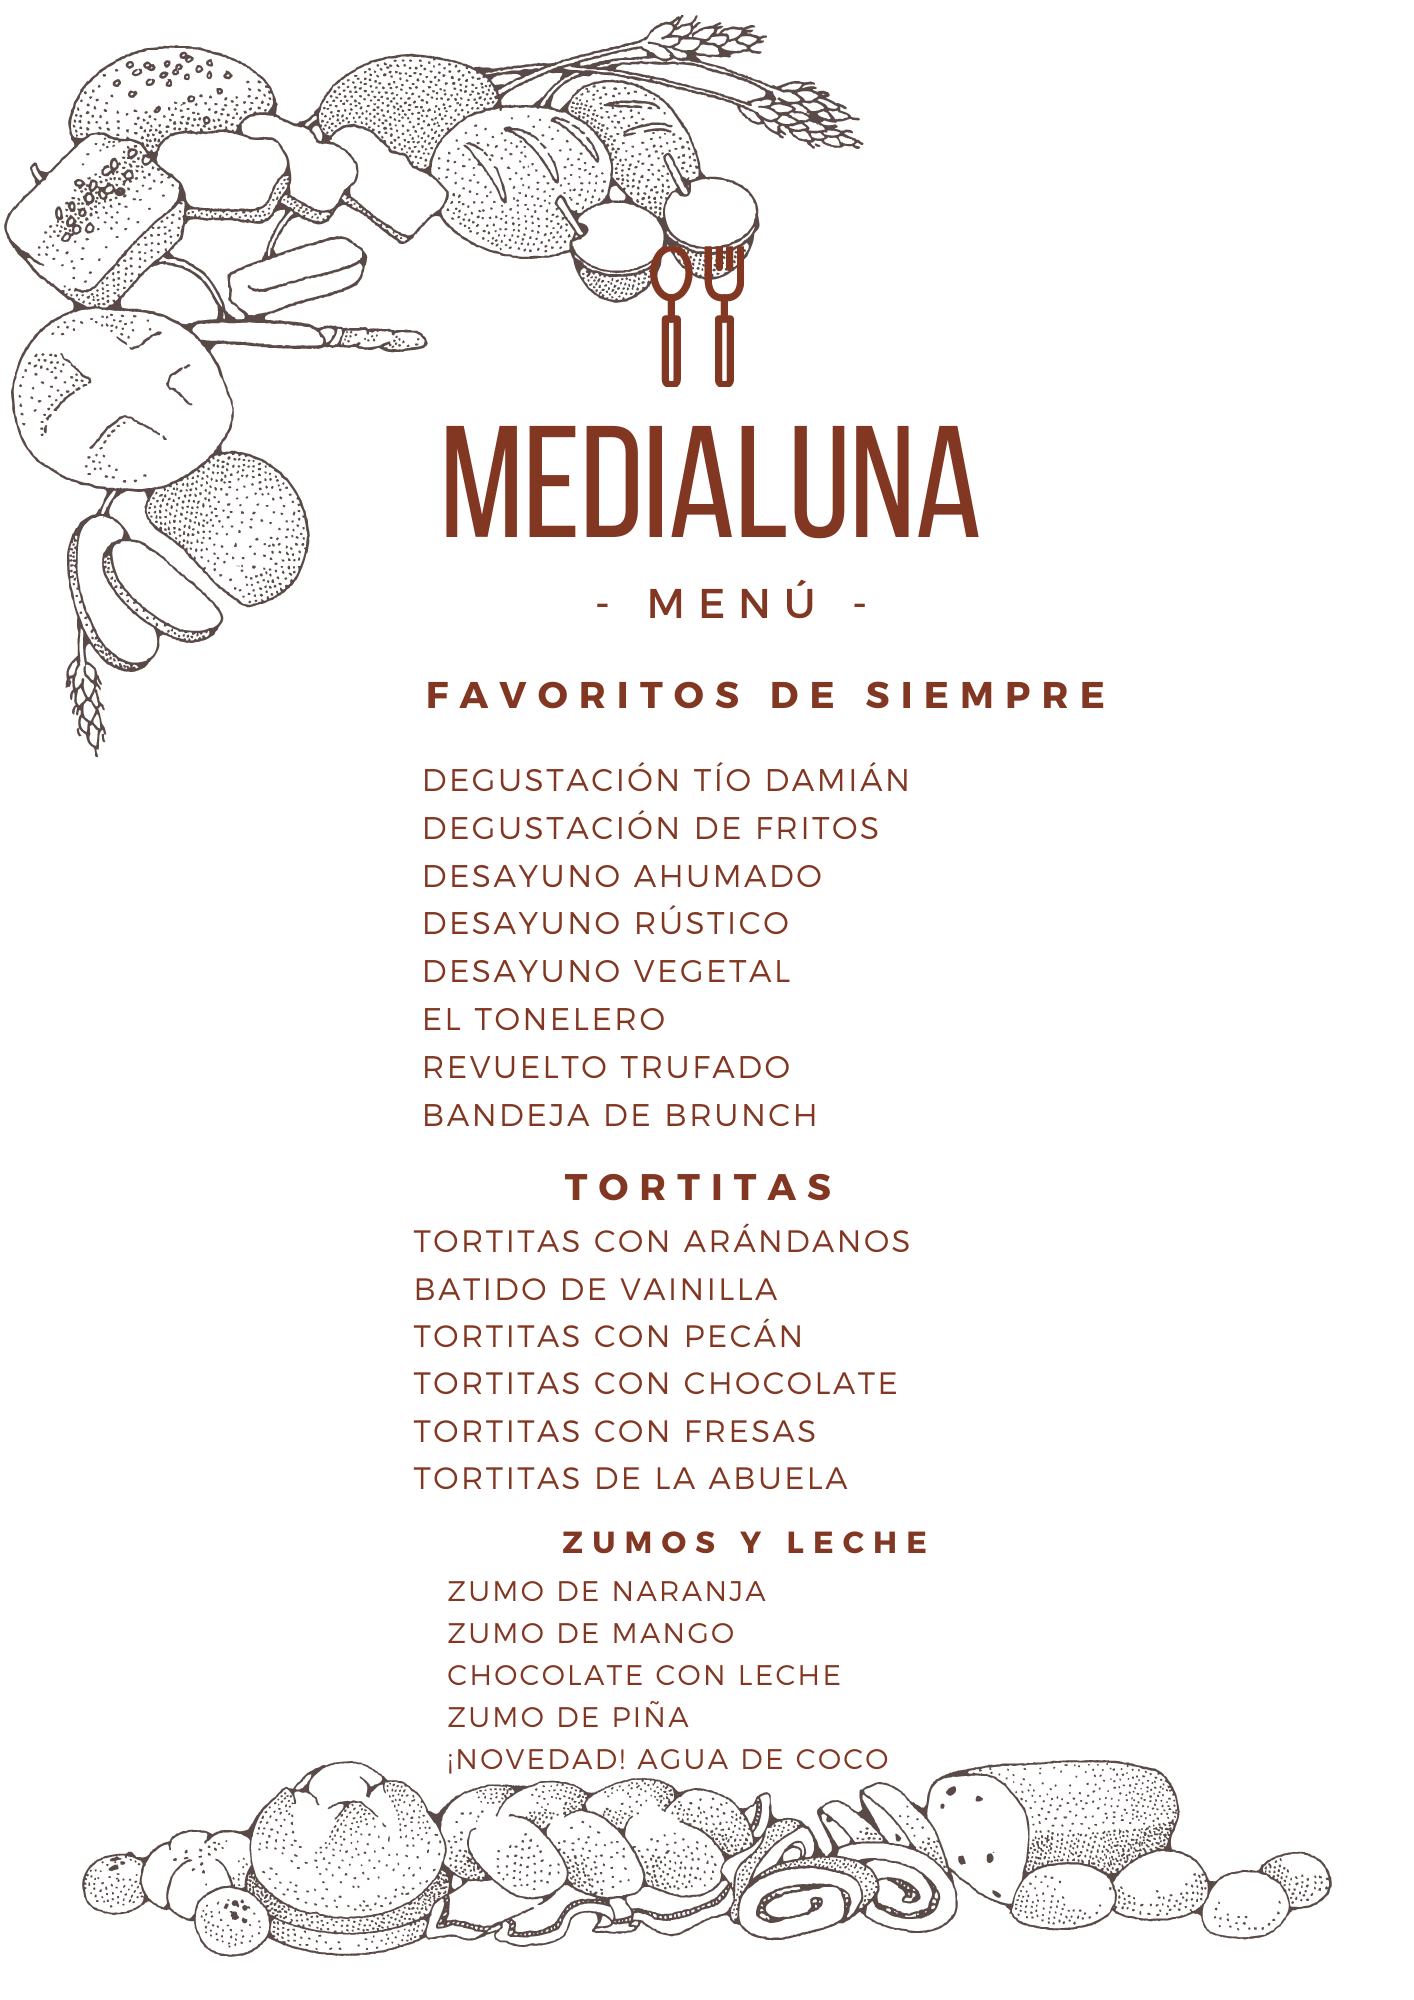 MEDIALUNA
- MENÚ -
FAVORITOS DE SIEMPRE
DEGUSTACIÓN TÍO DAMIÁN
DEGUSTACIÓN DE FRITOS
DESAYUNO AHUMADO
DESAYUNO RÚSTICO
DESAYUNO VEGETAL
EL TONELERO
REVUELTO TRUFADO
BANDEJA DE BRUNCH
TORTITAS
TORTITAS CON ARÁNDANOS
BATIDO DE VAINILLA
TORTITAS CON PECÁN
TORTITAS CON CHOCOLATE
TORTITAS CON FRESAS
TORTITAS DE LA ABUELA
ZUMOS Y LECHE
ZUMO DE NARANJA
ZUMO DE MANGO
CHOCOLATE CON LECHE
ZUMO DE PIÑA
¡NOVEDAD! AGUA DE COCO